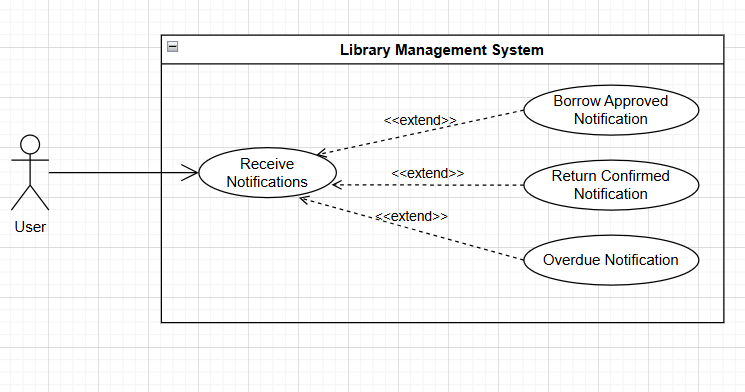 Library Management System
Borrow Approved
Notification
<<extend>>
Receive
Notifications
<<extend>>
Return Confirmed
Notification
<<extend>>
User
Overdue Notification